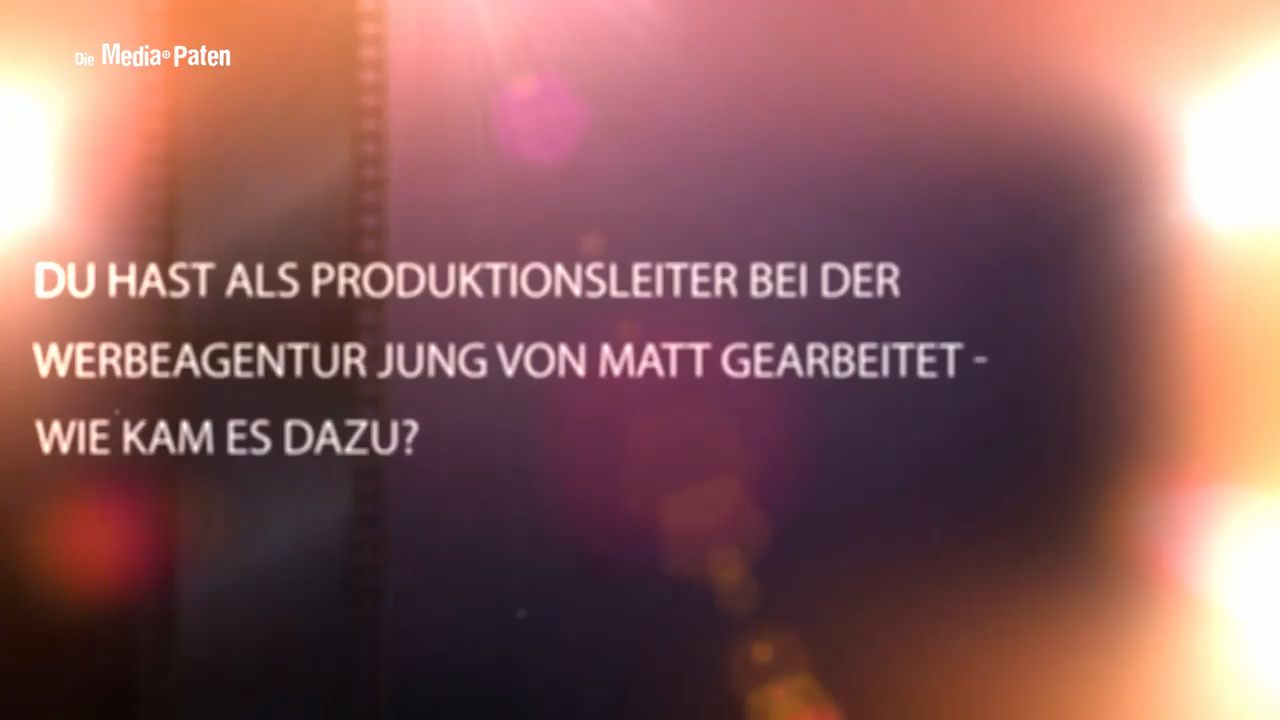 Die Media Paten
DU HAST ALS PRODUKTIONSLEITER BEI DER
WERBEAGENTUR JUNG VON MATT GEARBEITET -
WIE KAM ES DAZU?